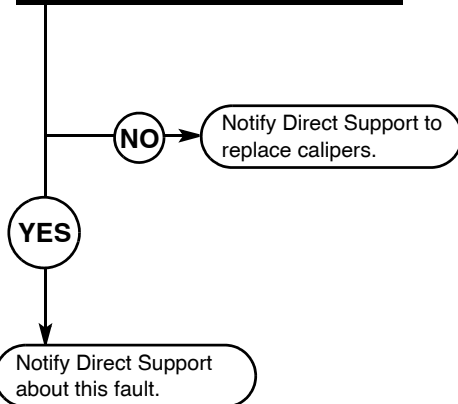 NO
Notify Direct Support to
replace calipers.
YES
Notify Direct Support
about this fault.